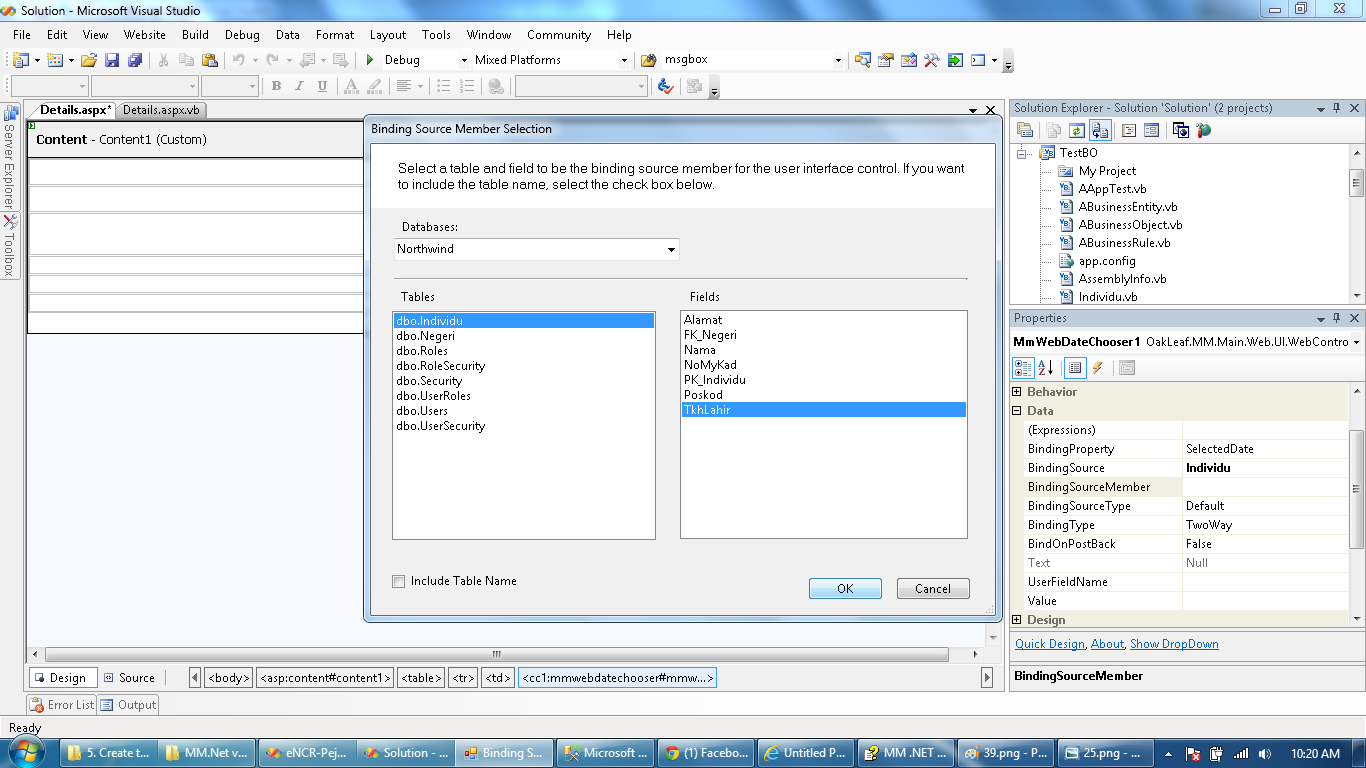 Solution - Microsoft Visual Studio
File Edit View Website Build Debug Data Format Layout Tools Window Community Help
Debug Mixed Platforms msgbox
B I U A
Details.aspx* Details.aspx.vb
Server Explorer
Toolbox
Content - Content1 (Custom)
Binding Source Member Selection
Select a table and field to be the binding source member for the user interface control. If you want
to include the table name, select the check box below.
Databases:
Northwind
Tables
dbo.Individu
dbo.Negeri
dbo.Roles
dbo.RoleSecurity
dbo.Security
dbo.UserRoles
dbo.Users
dbo.UserSecurity
Fields
Alamat
FK_Negeri
Nama
NoMyKad
PK_Individu
Poskod
TkhLahir
Include Table Name
OK Cancel
Solution Explorer - Solution 'Solution' (2 projects)
TestBO
My Project
AAppTest.vb
ABusinessEntity.vb
ABusinessObject.vb
ABusinessRule.vb
app.config
AssemblyInfo.vb
Individu.vb
Properties
MmWebDateChooser1 OakLeaf.MM.Main.Web.UI.WebContro
Behavior
Data
(Expressions)
BindingProperty SelectedDate
BindingSource Individu
BindingSourceMember
BindingSourceType Default
BindingType TwoWay
BindOnPostBack False
Text Null
UserFieldName
Value
Design
Quick Design, About, Show DropDown
BindingSourceMember
Design Source <body> <asp:content#content1> <table> <tr> <td> <cc1:mmwebdatechooser#mmw...>
Error List Output
Ready
5. Create t... MM.Net v... eNCR-Pej... Solution - ... Binding S... Microsoft ... (1) Facebo... Untitled P... MM .NET ... 39.png - P... 25.png - ... 10:20 AM